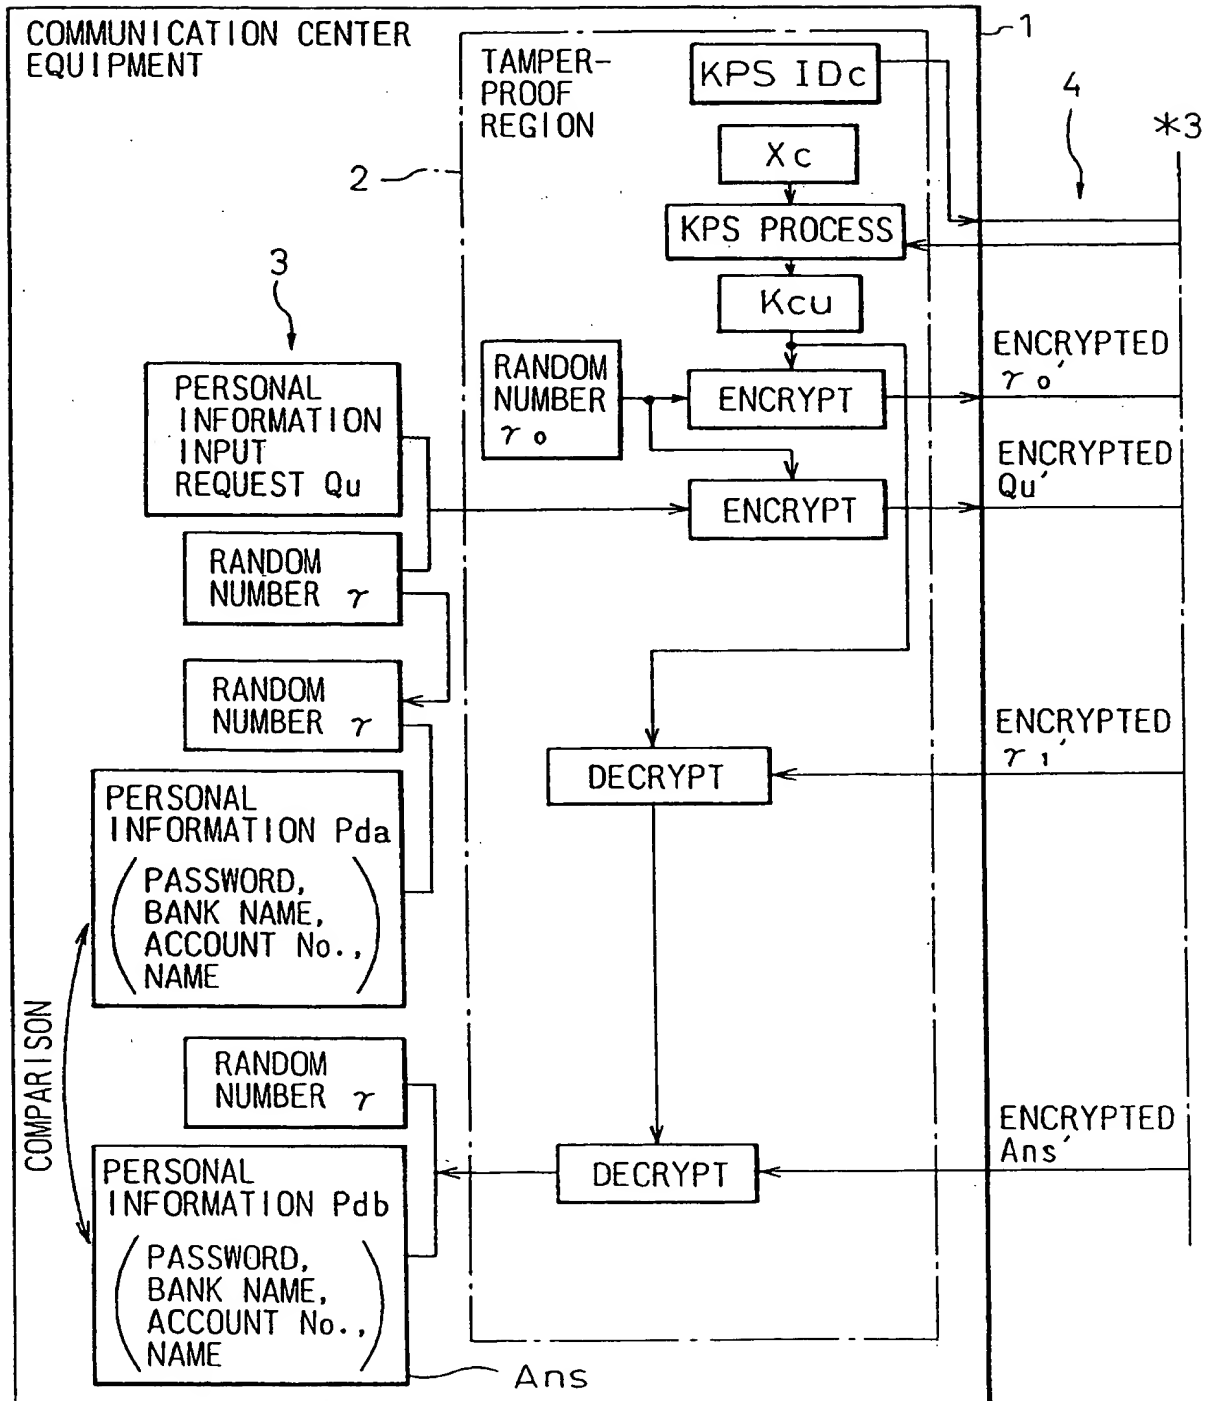 COMMUNICATION CENTER
EQUIPMENT
1
TAMPER-
PROOF
REGION
KPS IDc
4
*3
Xc
2
KPS PROCESS
3
Kcu
PERSONAL
INFORMATION
INPUT
REQUEST Qu
RANDOM
NUMBER
γ0
ENCRYPT
ENCRYPTED
γ0′
ENCRYPT
ENCRYPTED
Qu′
RANDOM
NUMBER γ
RANDOM
NUMBER γ
DECRYPT
ENCRYPTED
γ1′
PERSONAL
INFORMATION Pda
PASSWORD,
BANK NAME,
ACCOUNT No.,
NAME
COMPARISON
RANDOM
NUMBER γ
DECRYPT
ENCRYPTED
Ans′
PERSONAL
INFORMATION Pdb
PASSWORD,
BANK NAME,
ACCOUNT No.,
NAME
Ans